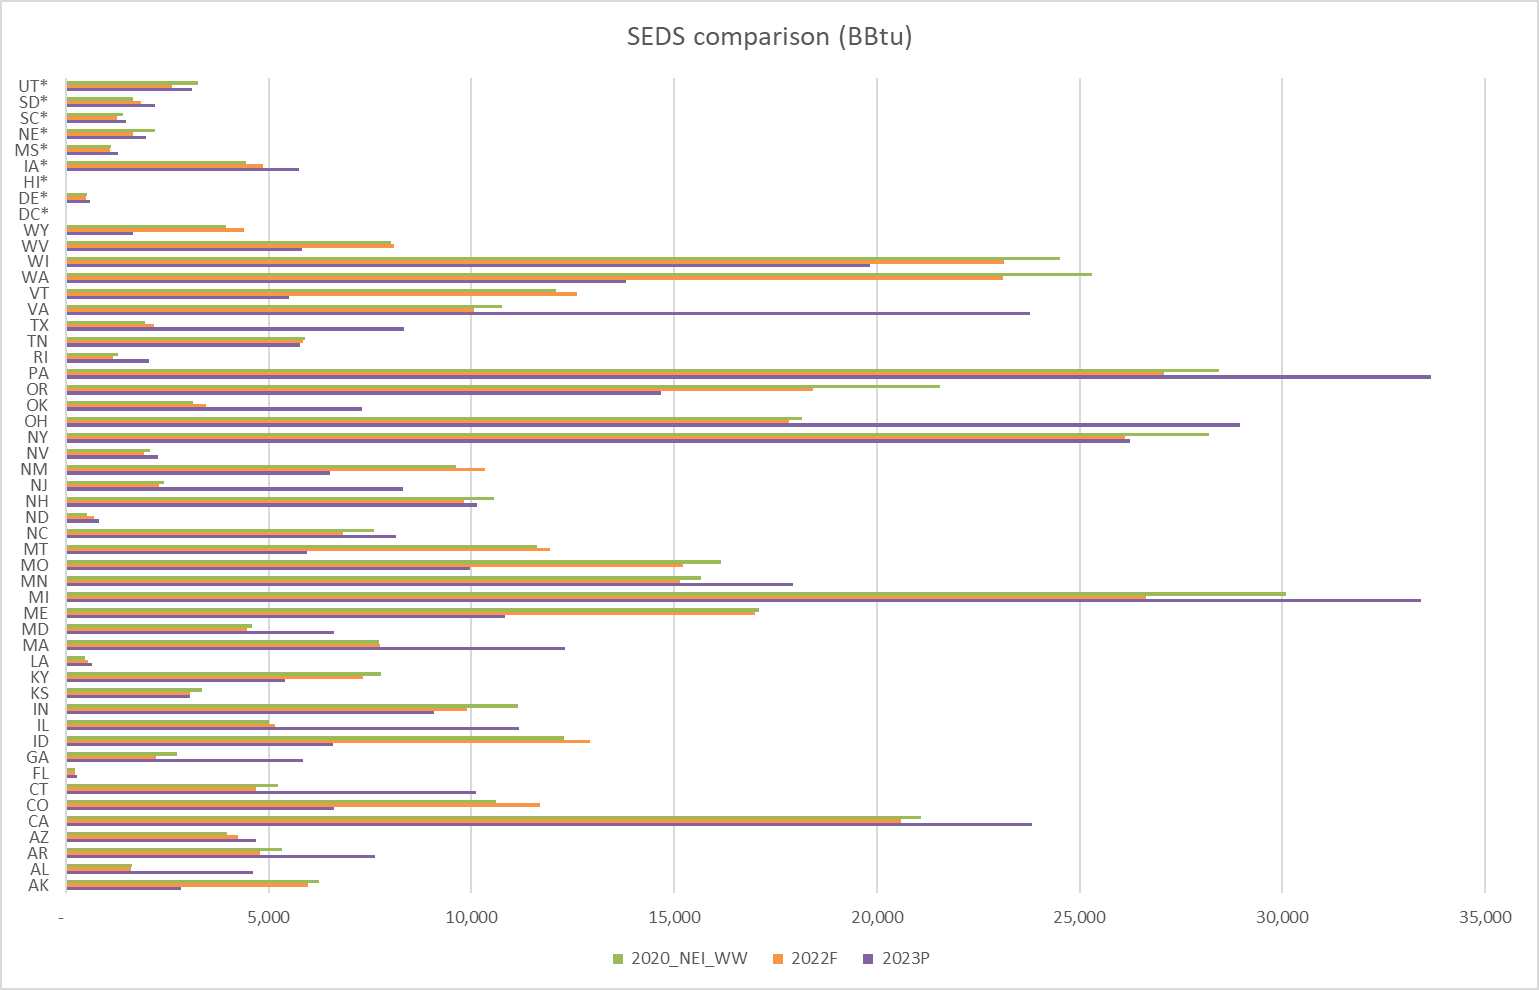 SEDS comparison (BBtu)
UT*
SD*
SC*
NE*
MS*
IA*
HI*
DE*
DC*
WY
WV
WI
WA
VT
VA
TX
TN
RI
PA
OR
OK
OH
NY
NV
NM
NJ
NH
ND
NC
MT
MO
MN
MI
ME
MD
MA
LA
KY
KS
IN
IL
ID
GA
FL
CT
CO
CA
AZ
AR
AL
AK
- 5,000 10,000 15,000 20,000 25,000 30,000 35,000
2020_NEI_WW 2022F 2023P